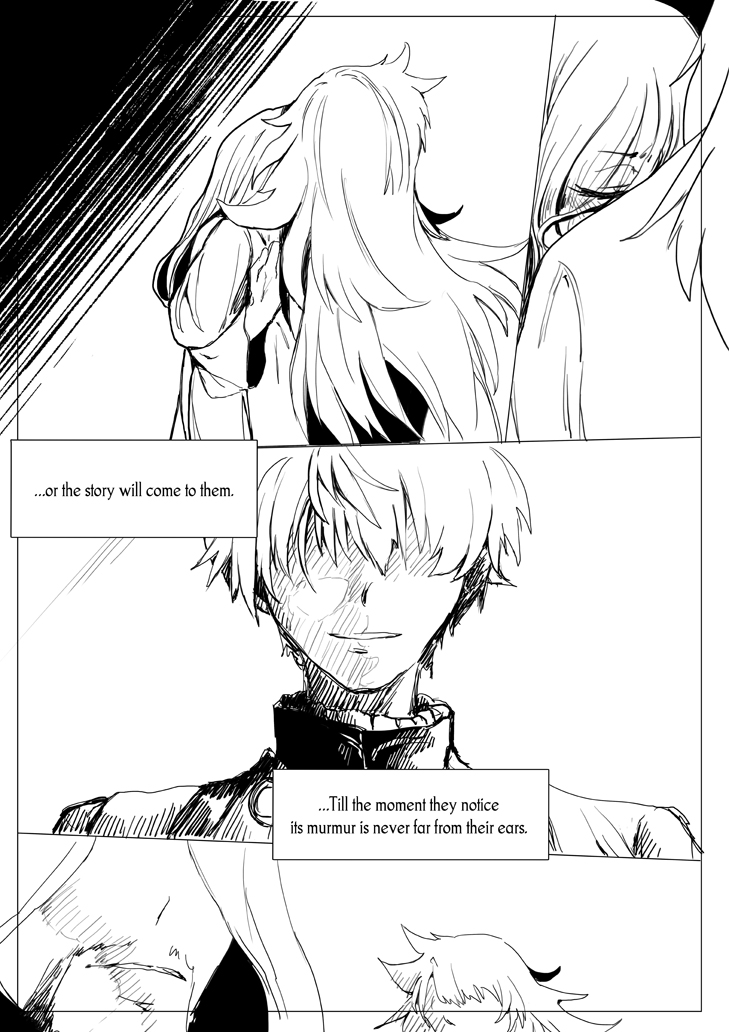 ...or the story will come to them.
...Till the moment they notice
its murmur is never far from their ears.